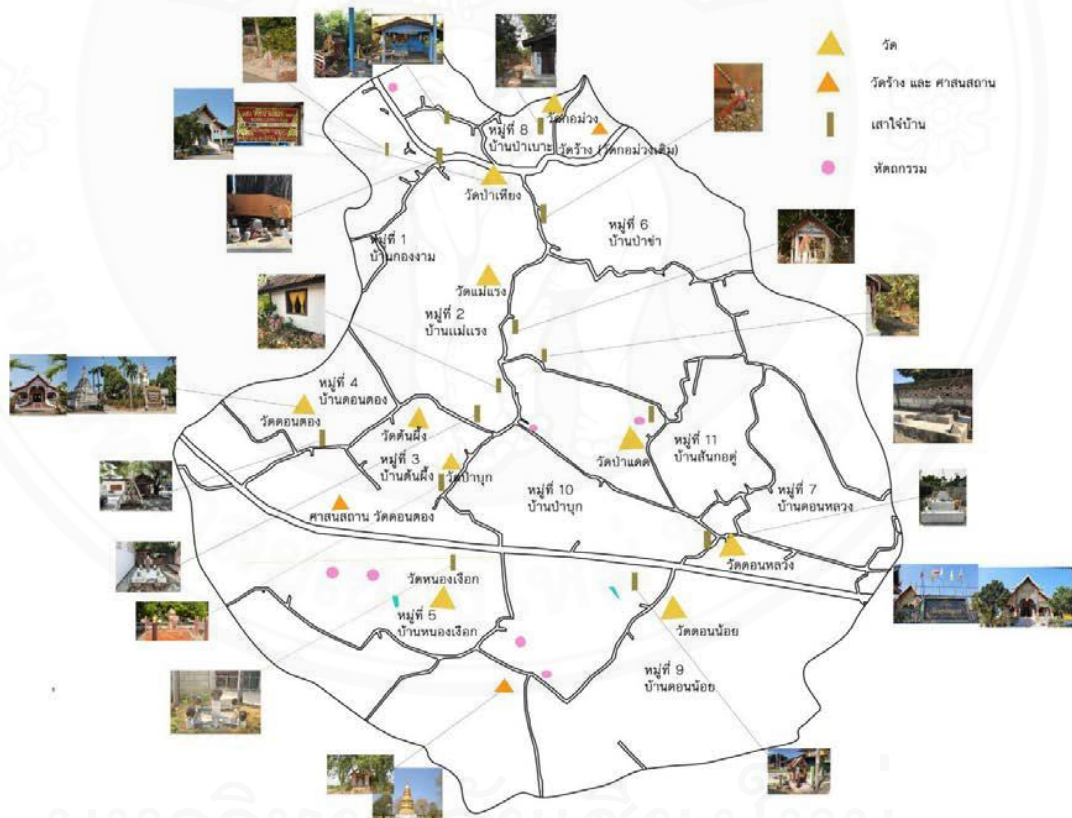 วัด
วัดร้าง และ ศาสนสถาน
เสาใจ๋บ้าน
หัตถกรรม
วัดกอม่วง
หมู่ที่ 8
บ้านป่าเบาะ
วัดร้าง (วัดกอม่วงเดิม)
วัดป่าเหียง
หมู่ที่ 6
บ้านป่าซ่า
หมู่ที่ 1
บ้านกองงาม
วัดแม่แรง
หมู่ที่ 2
บ้านแม่แรง
หมู่ที่ 4
บ้านดอนตอง
วัดดอนตอง
วัดต้นผึ้ง
หมู่ที่ 3
บ้านต้นผึ้ง
วัดป่าบุก
วัดป่าแดด
หมู่ที่ 11
บ้านสันกอตู่
หมู่ที่ 10
บ้านป่าบุก
หมู่ที่ 7
บ้านดอนหลวง
ศาสนสถาน วัดดอนตอง
วัดดอนหลวง
วัดหนองเงือก
หมู่ที่ 5
บ้านหนองเงือก
วัดดอนน้อย
หมู่ที่ 9
บ้านดอนน้อย